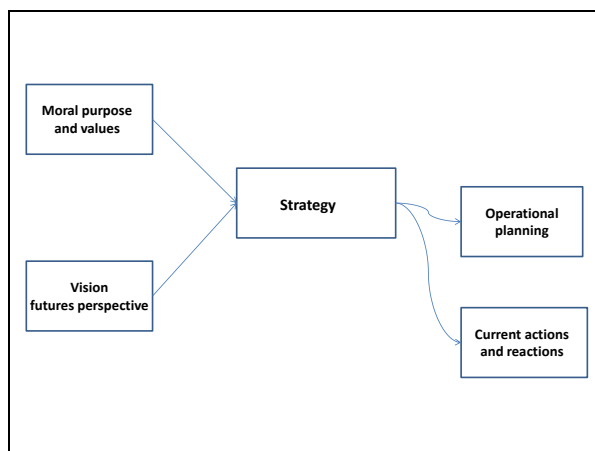 Moral purpose
and values
Strategy
Operational
planning
Vision
futures perspective
Current actions
and reactions